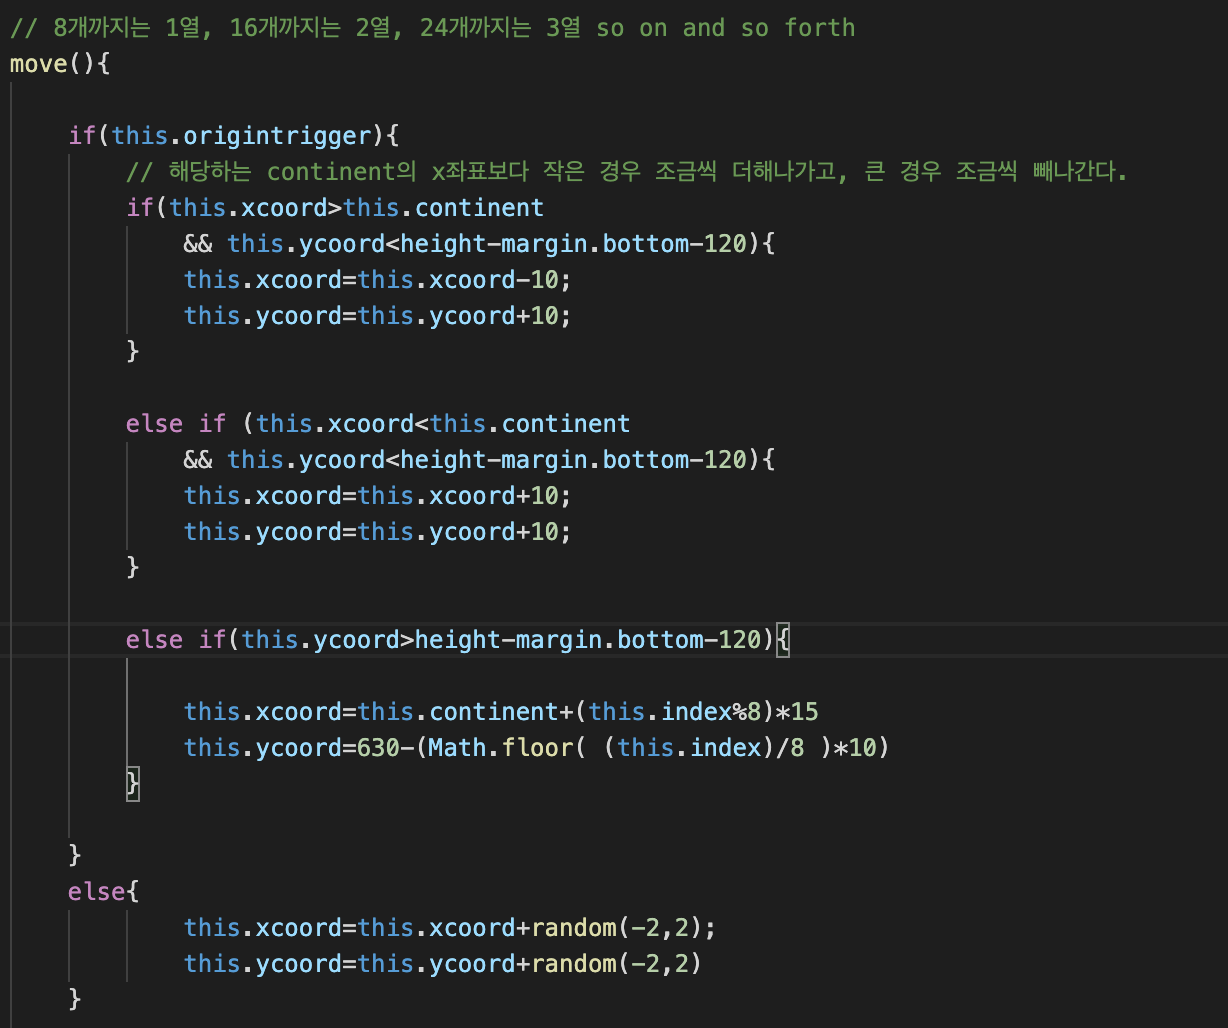 // 8개까지는 1열, 16개까지는 2열, 24개까지는 3열 so on and so forth
move(){
if(this.origintrigger){
// 해당하는 continent의 x좌표보다 작은 경우 조금씩 더해나가고, 큰 경우 조금씩 빼나간다.
if(this.xcoord>this.continent
&& this.ycoord<height-margin.bottom-120){
this.xcoord=this.xcoord-10;
this.ycoord=this.ycoord+10;
}
else if (this.xcoord<this.continent
&& this.ycoord<height-margin.bottom-120){
this.xcoord=this.xcoord+10;
this.ycoord=this.ycoord+10;
}
else if(this.ycoord>height-margin.bottom-120){
this.xcoord=this.continent+(this.index%8)*15
this.ycoord=630-(Math.floor( (this.index)/8 )*10)
}
}
else{
this.xcoord=this.xcoord+random(-2,2);
this.ycoord=this.ycoord+random(-2,2)
}